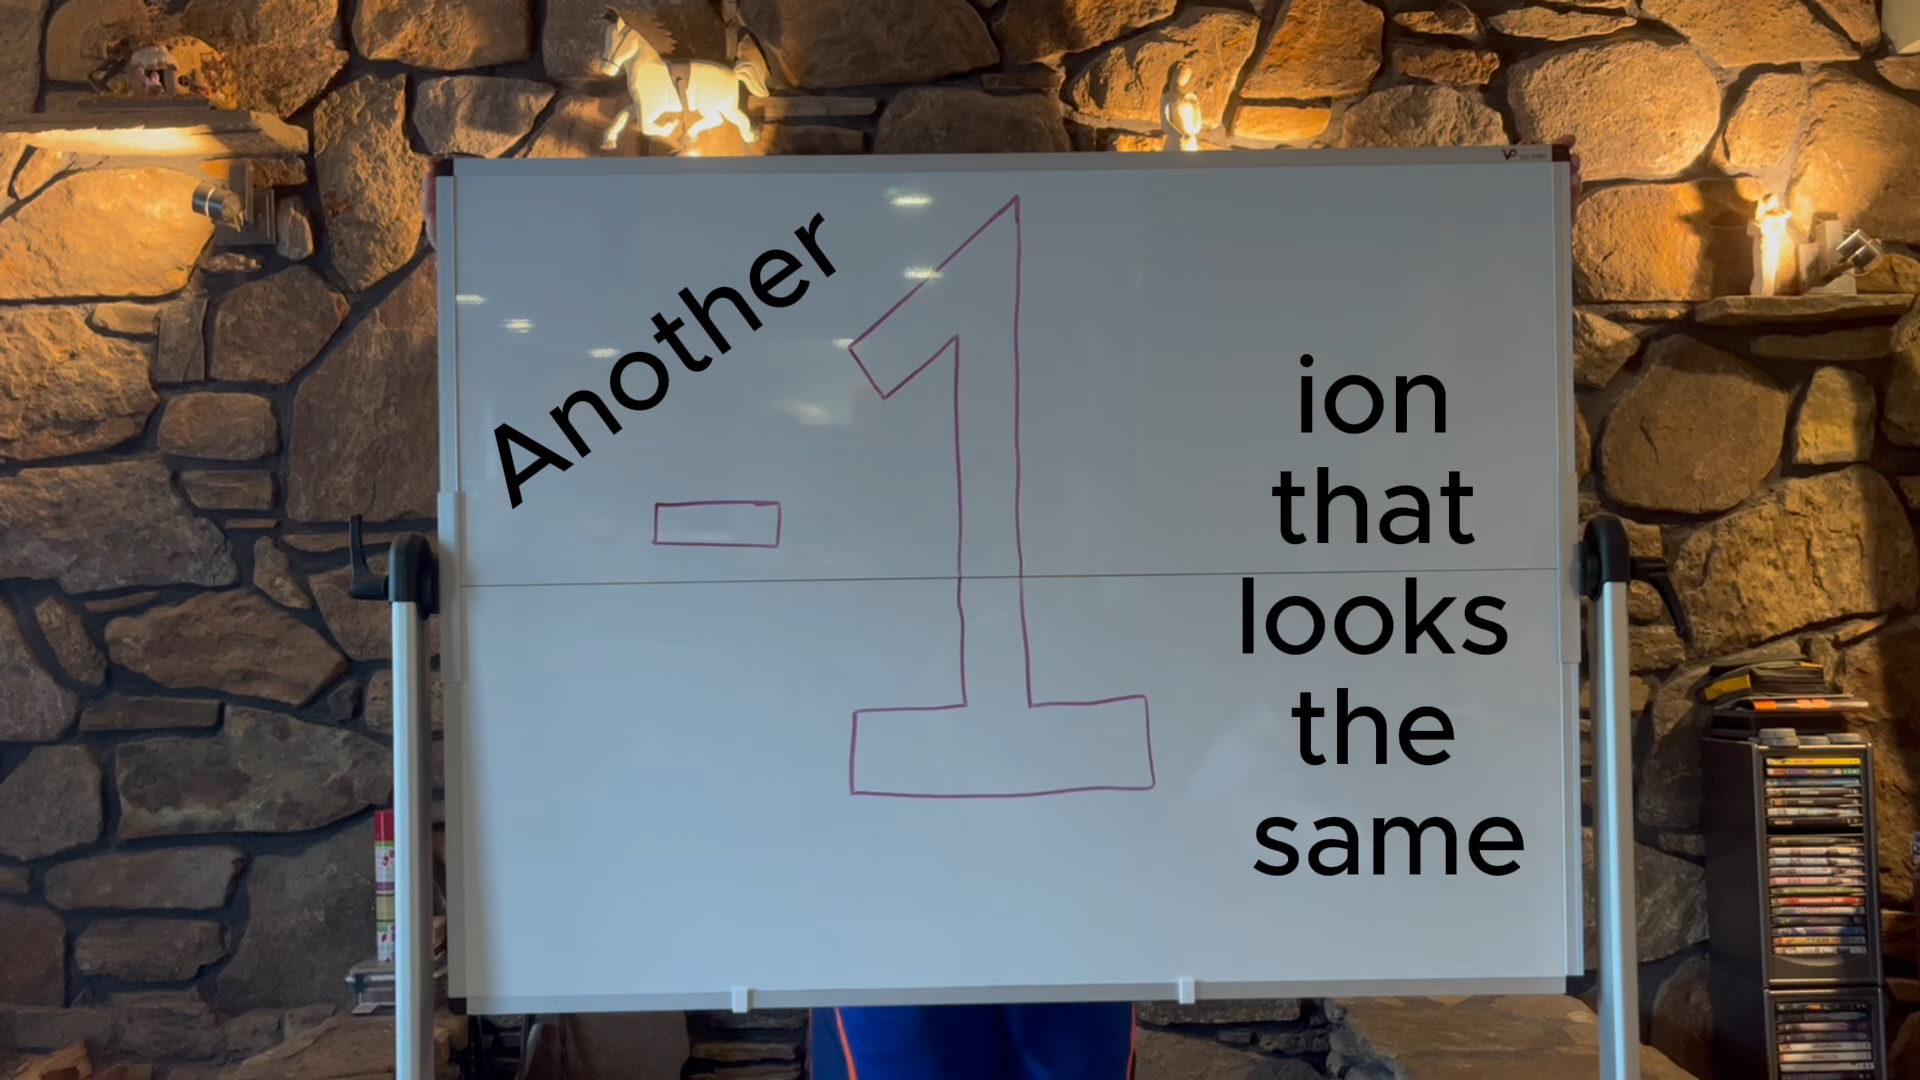 Another
-1
ion
that
looks
the
same